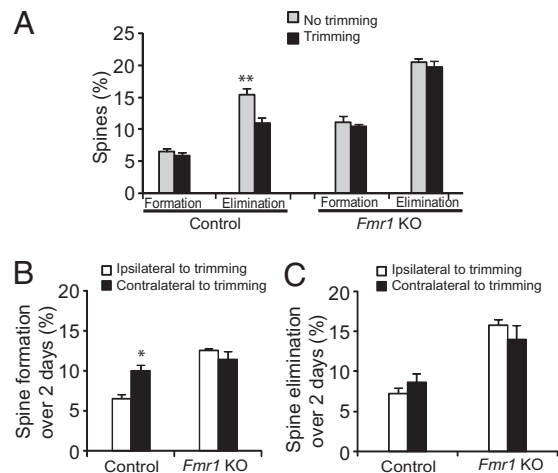 A
No trimming
Trimming
Spines (%)
25
20
15
10
5
0
**
Formation
Elimination
Formation
Elimination
Control
Fmr1 KO
B
Ipsilateral to trimming
Contralateral to trimming
Spine formation
over 2 days (%)
20
15
10
5
0
*
Control
Fmr1 KO
C
Ipsilateral to trimming
Contralateral to trimming
Spine elimination
over 2 days (%)
20
15
10
5
0
Control
Fmr1 KO